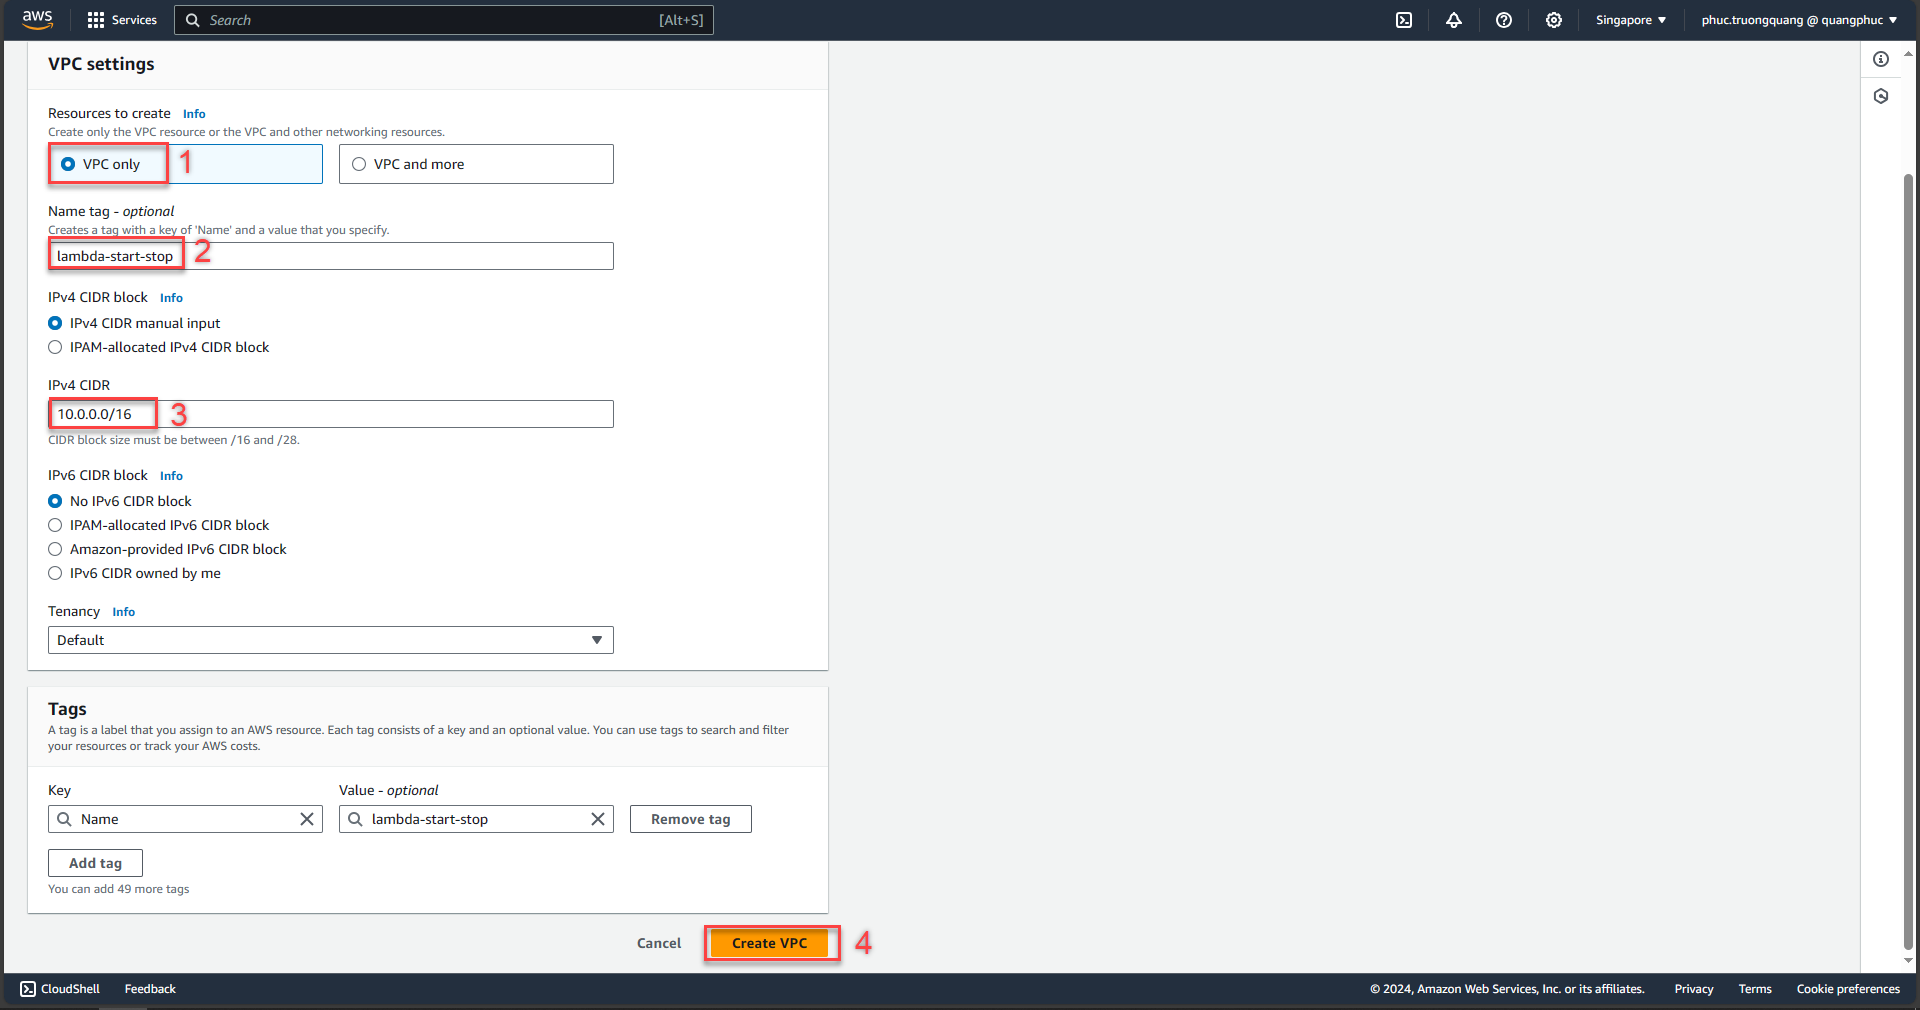 aws Services Search [Alt+S] Singapore phuc.truongquang @ quangphuc
VPC settings
Resources to create Info
Create only the VPC resource or the VPC and other networking resources.
VPC only 1 VPC and more
Name tag - optional
Creates a tag with a key of 'Name' and a value that you specify.
lambda-start-stop 2
IPv4 CIDR block Info
IPv4 CIDR manual input
IPAM-allocated IPv4 CIDR block
IPv4 CIDR
10.0.0.0/16 3
CIDR block size must be between /16 and /28.
IPv6 CIDR block Info
No IPv6 CIDR block
IPAM-allocated IPv6 CIDR block
Amazon-provided IPv6 CIDR block
IPv6 CIDR owned by me
Tenancy Info
Default
Tags
A tag is a label that you assign to an AWS resource. Each tag consists of a key and an optional value. You can use tags to search and filter
your resources or track your AWS costs.
Key Value - optional
Name lambda-start-stop Remove tag
Add tag
You can add 49 more tags
Cancel Create VPC 4
CloudShell Feedback © 2024, Amazon Web Services, Inc. or its affiliates. Privacy Terms Cookie preferences